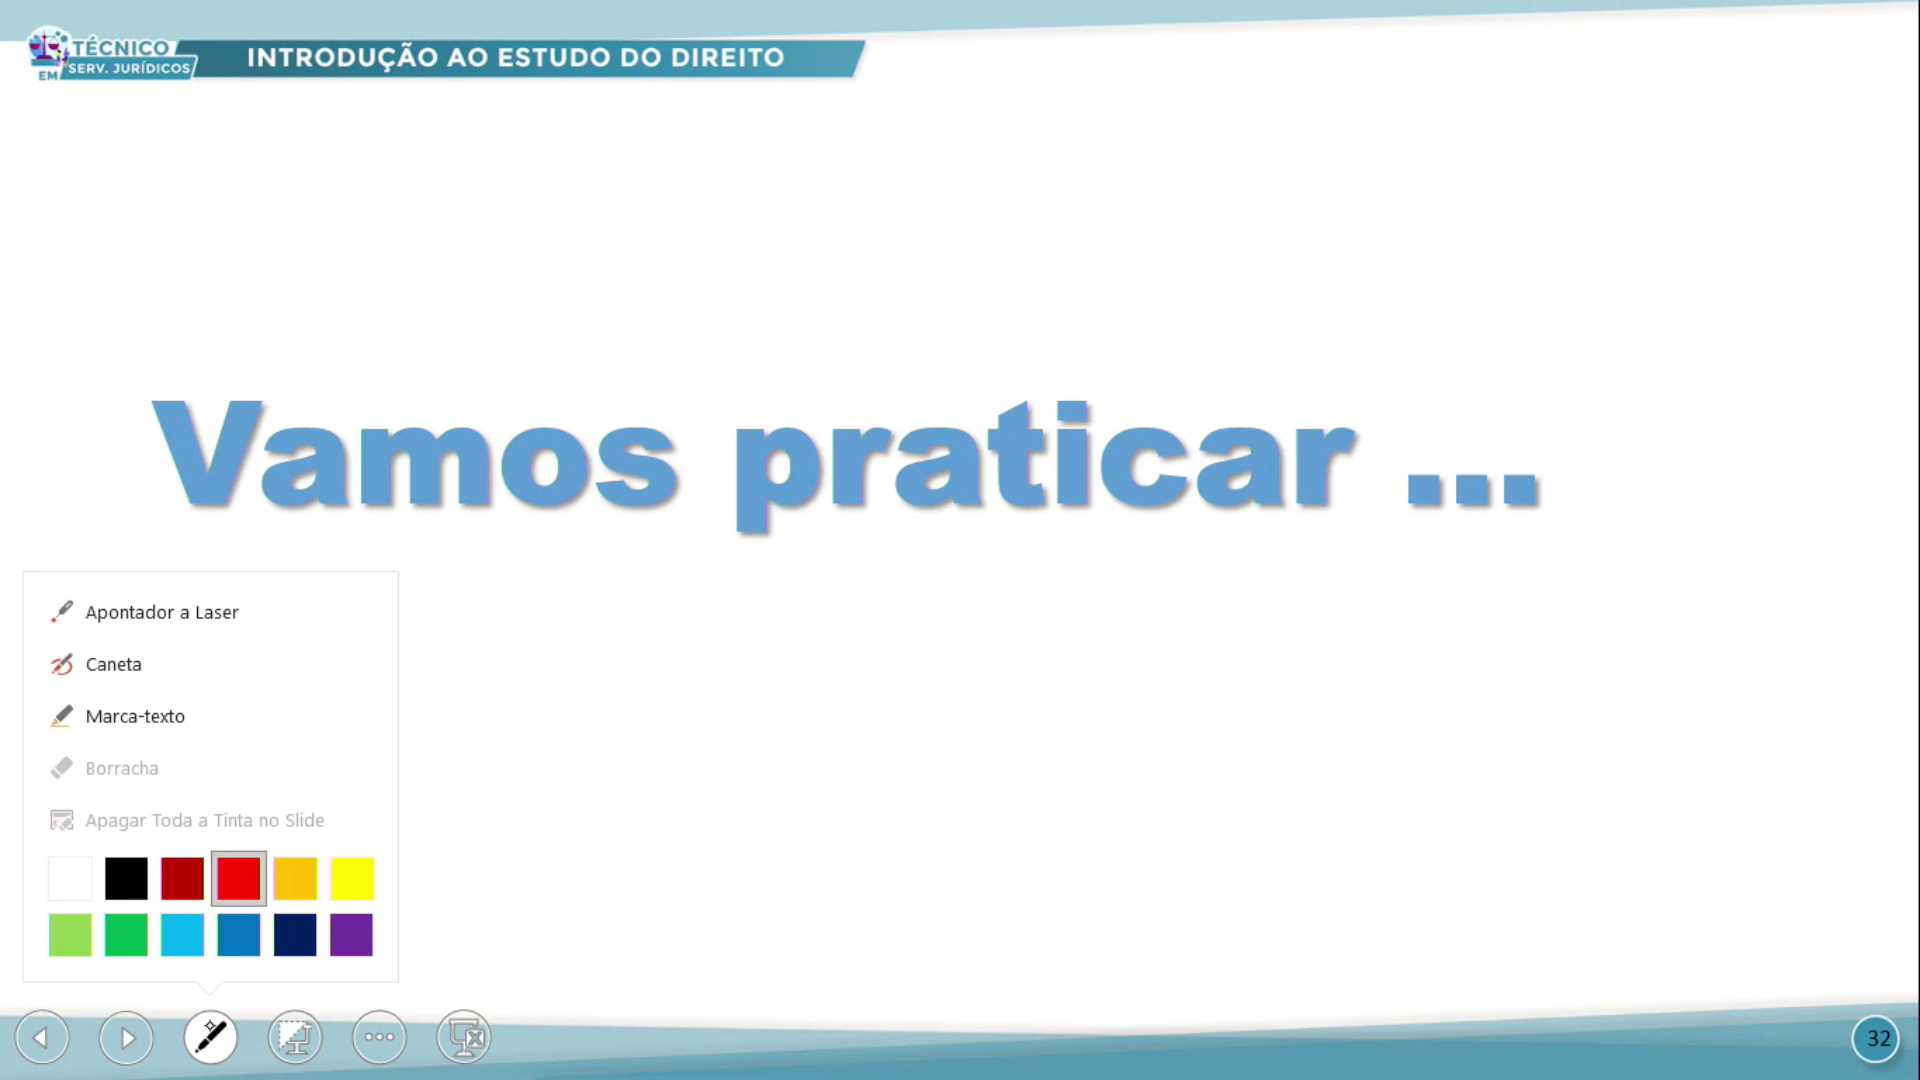 TÉCNICO
EM SERV. JURÍDICOS
INTRODUÇÃO AO ESTUDO DO DIREITO
Vamos praticar ...
Apontador a Laser
Caneta
Marca-texto
Borracha
Apagar Toda a Tinta no Slide
32